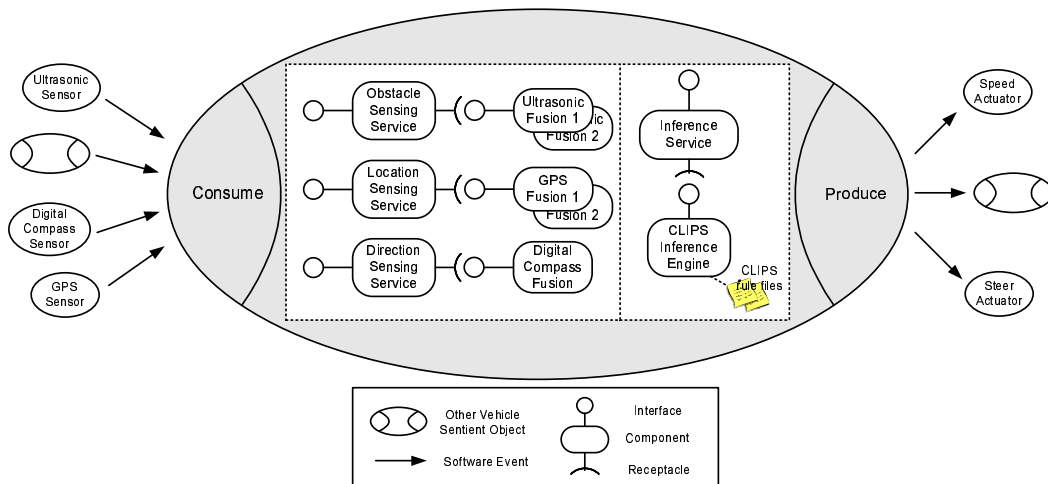 Ultrasonic
Sensor
Digital
Compass
Sensor
GPS
Sensor
Consume
Obstacle
Sensing
Service
Ultrasonic
Fusion 1
Fusion 2
Location
Sensing
Service
GPS
Fusion 1
Fusion 2
Direction
Sensing
Service
Digital
Compass
Fusion
Inference
Service
CLIPS
Inference
Engine
CLIPS
rule files
Produce
Speed
Actuator
Steer
Actuator
Other Vehicle
Sentient Object
Software Event
Interface
Component
Receptacle